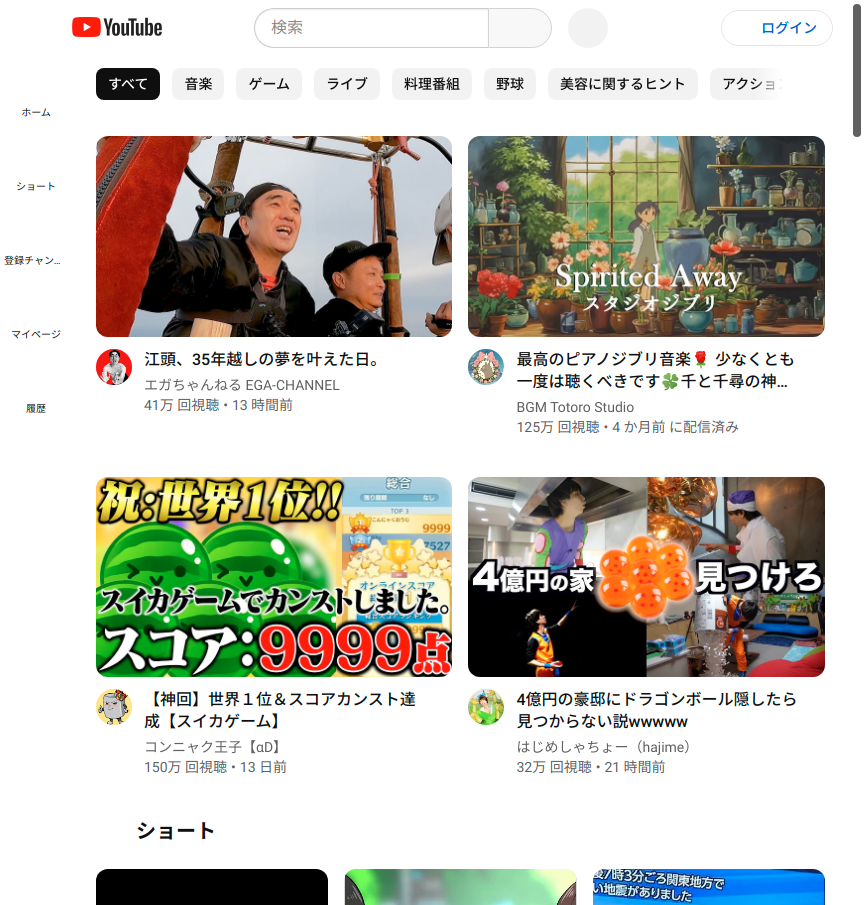 YouTube
検索
ログイン
すべて
音楽
ゲーム
ライブ
料理番組
野球
美容に関するヒント
アクショ
ホーム
ショート
登録チャン...
マイページ
履歴
Spirited Away
スタジオジブリ
江頭、35年越しの夢を叶えた日。
エガちゃんねる EGA-CHANNEL
41万 回視聴・13 時間前
最高のピアノジブリ音楽🌹 少なくとも
一度は聴くべきです🍀千と千尋の神...
BGM Totoro Studio
125万 回視聴・4 か月前 に配信済み
祝:世界1位!!
総合
残り期間 なし
TOP 3
こんにゃくおうじ
9999
7527
オンラインスコア
スイカゲームでカンストしました。
スコア:9999点
4億円の家
見つけろ
【神回】世界１位＆スコアカンスト達
成【スイカゲーム】
コンニャク王子【αD】
150万 回視聴・13 日前
4億円の豪邸にドラゴンボール隠したら
見つからない説wwwww
はじめしゃちょー（hajime）
32万 回視聴・21 時間前
ショート
後7時3分ごろ関東地方で
い地震がありました